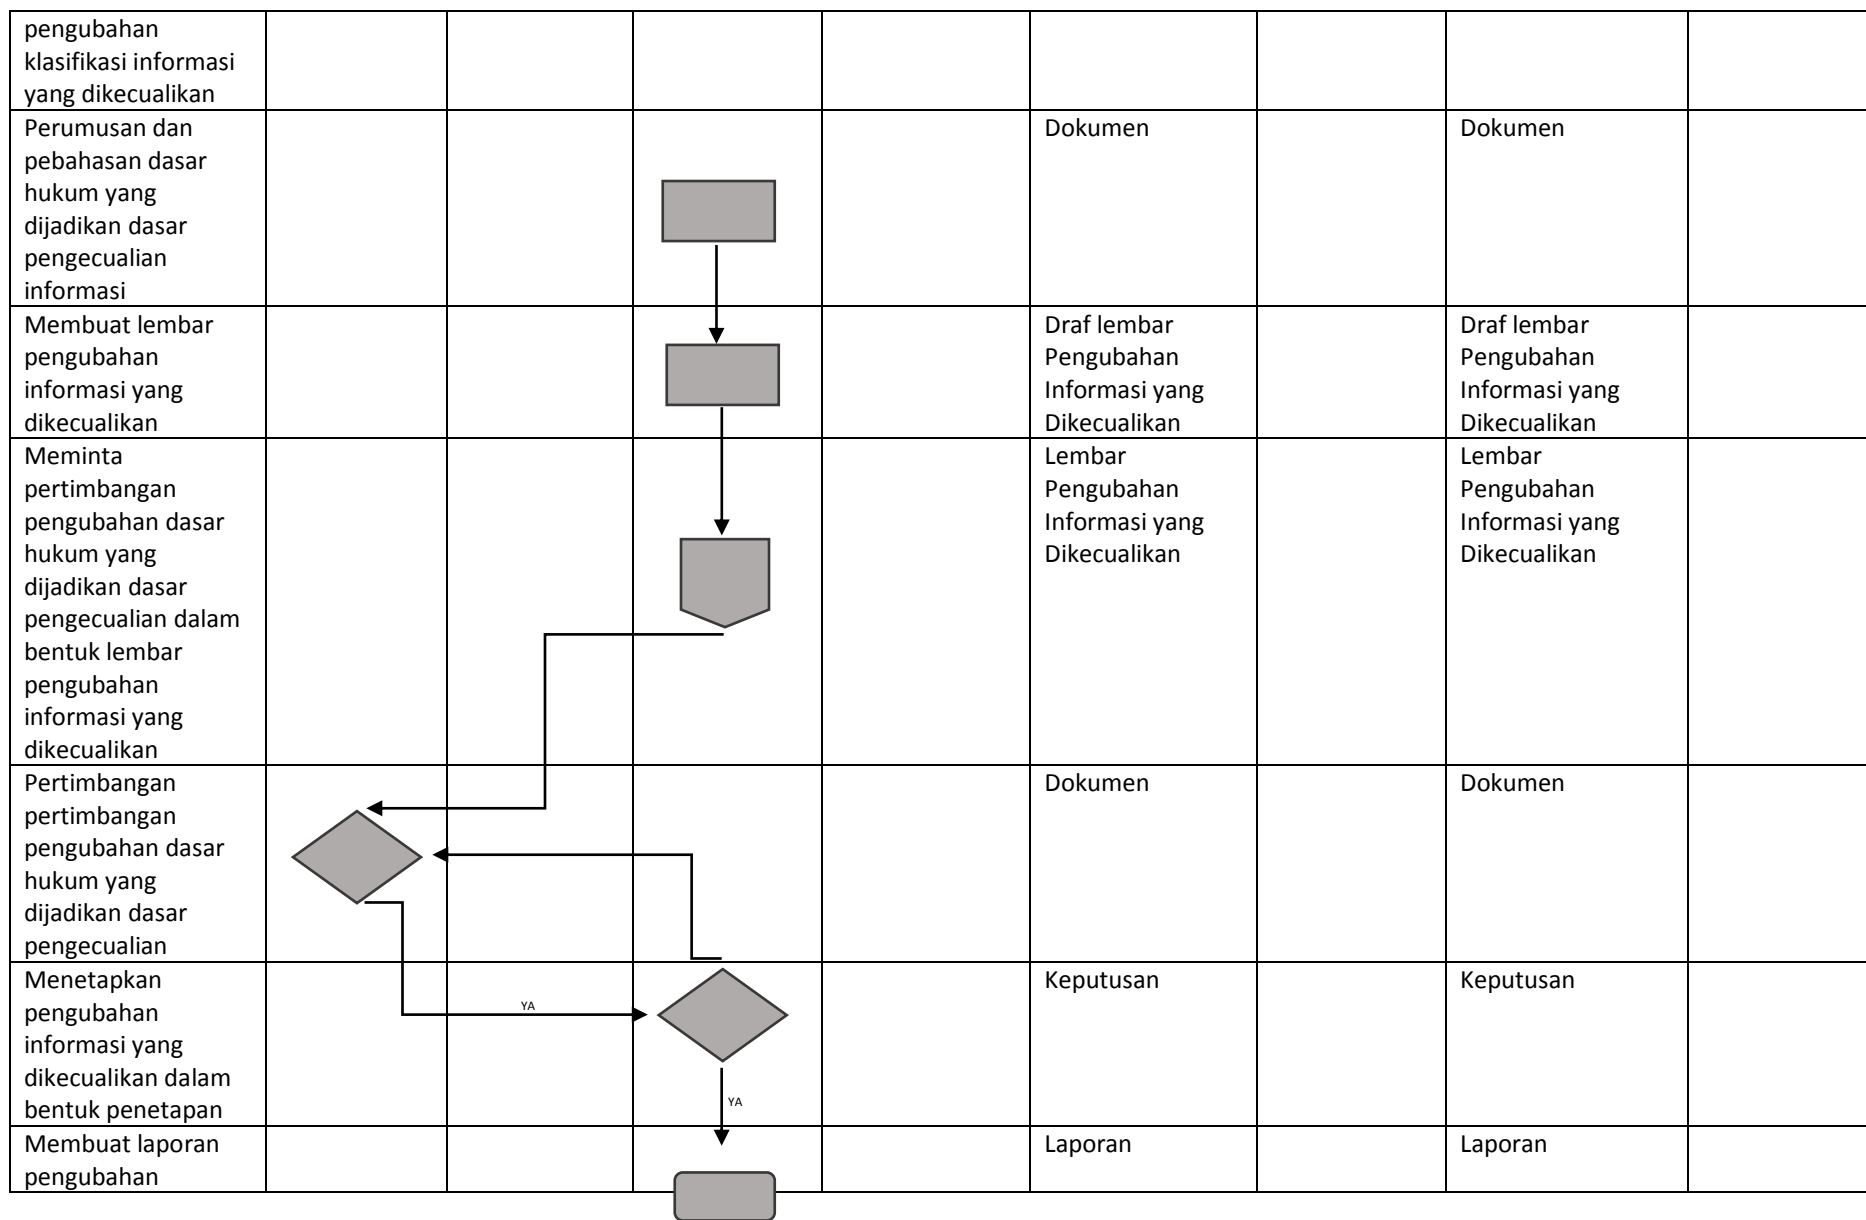 pengubahan
klasifikasi informasi
yang dikecualikan
Perumusan dan
pebahasan dasar
hukum yang
dijadikan dasar
pengecualian
informasi
Dokumen
Dokumen
Membuat lembar
pengubahan
informasi yang
dikecualikan
Draf lembar
Pengubahan
Informasi yang
Dikecualikan
Draf lembar
Pengubahan
Informasi yang
Dikecualikan
Meminta
pertimbangan
pengubahan dasar
hukum yang
dijadikan dasar
pengecualian dalam
bentuk lembar
pengubahan
informasi yang
dikecualikan
Lembar
Pengubahan
Informasi yang
Dikecualikan
Lembar
Pengubahan
Informasi yang
Dikecualikan
Pertimbangan
pertimbangan
pengubahan dasar
hukum yang
dijadikan dasar
pengecualian
Dokumen
Dokumen
Menetapkan
pengubahan
informasi yang
dikecualikan dalam
bentuk penetapan
YA
YA
Keputusan
Keputusan
Membuat laporan
pengubahan
Laporan
Laporan